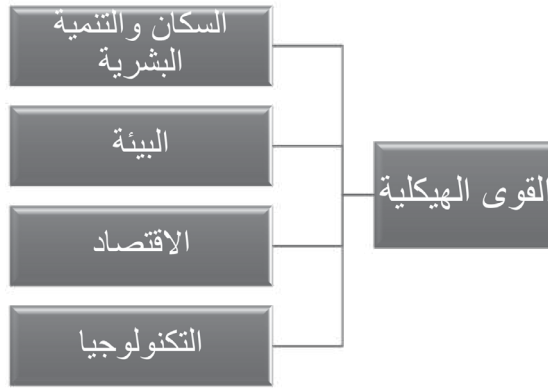 القوى الهيكلية
السكان والتنمية
البشرية
البيئة
الاقتصاد
التكنولوجيا